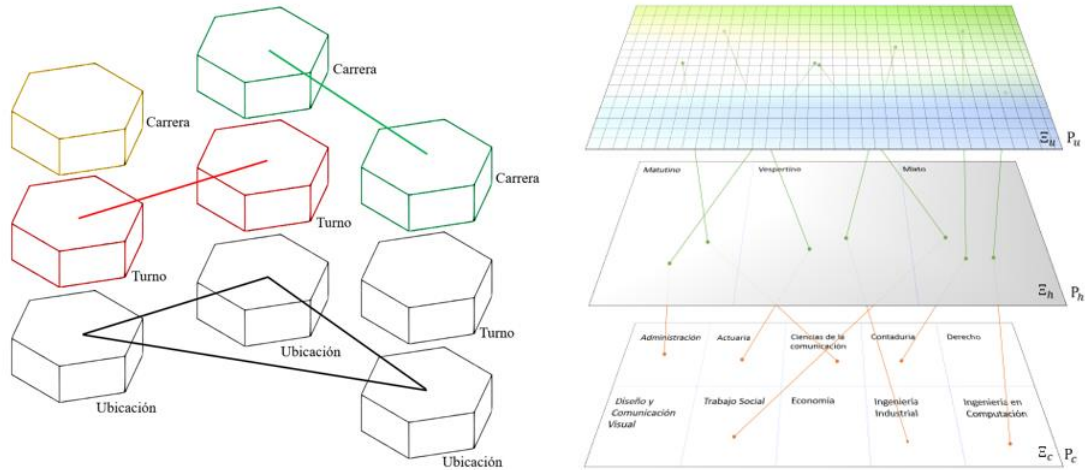 Carrera
Carrera
Carrera
Turno
Turno
Turno
Ubicación
Ubicación
Ubicación
Ξu Pu
Matutino Vespertino Mixto
Ξh Ph
Administración Actuaria Ciencias de la
comunicación Contaduría Derecho
Diseño y
Comunicación
Visual
Trabajo Social Economía Ingeniería
Industrial
Ingeniería en
Computación
Ξc Pc